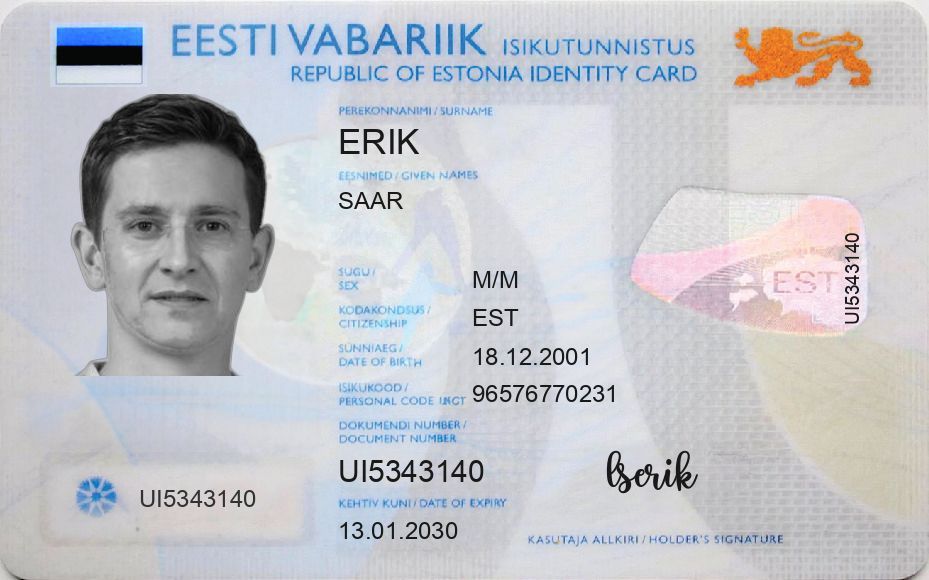 EESTI VABARIIK ISIKUTUNNISTUS
REPUBLIC OF ESTONIA IDENTITY CARD
PEREKONNANIMI / SURNAME
ERIK
EESNIMED / GIVEN NAMES
SAAR
SUGU /
SEX
M/M
KODAKONDSUS /
CITIZENSHIP
EST
SÜNNIAEG /
DATE OF BIRTH
18.12.2001
ISIKUKOOD /
PERSONAL CODE
96576770231
DOKUMENDI NUMBER /
DOCUMENT NUMBER
UI5343140
KEHTIV KUNI / DATE OF EXPIRY
13.01.2030
UI5343140
EST
UI5343140
KASUTAJA ALLKIRI / HOLDER'S SIGNATURE